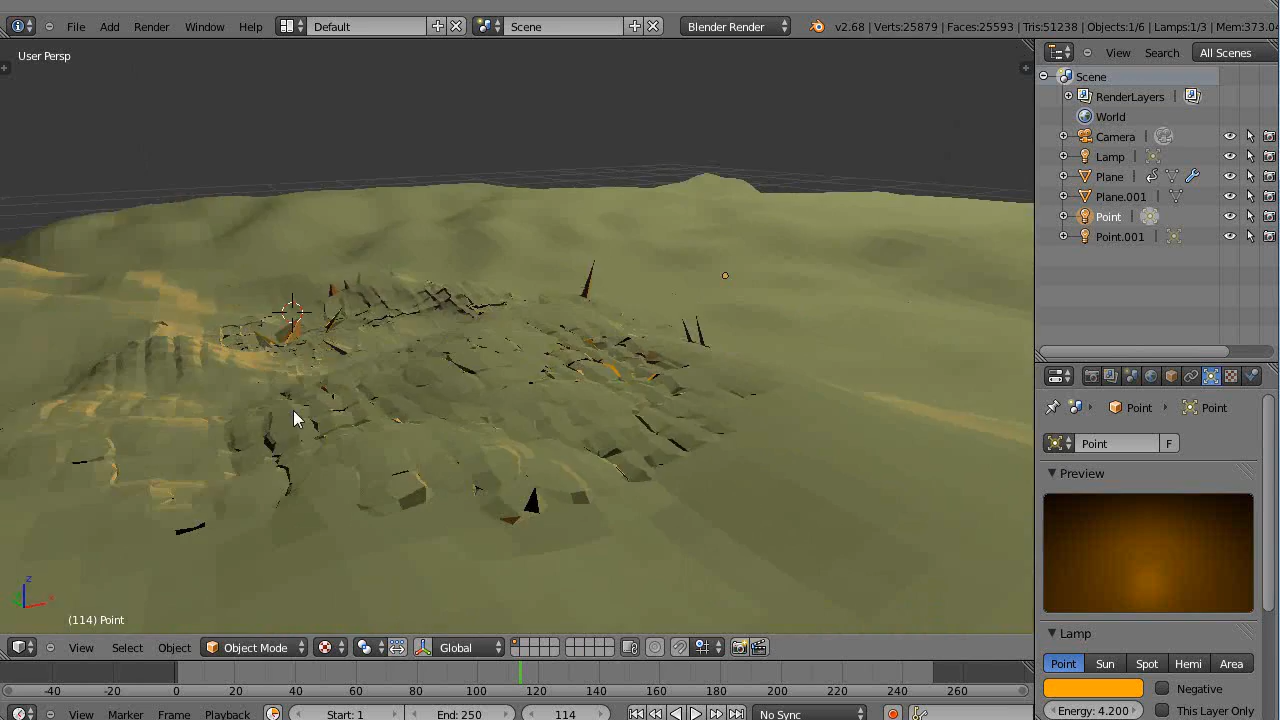 File Add Render Window Help Default Scene Blender Render v2.68 | Verts:25879 | Faces:25593 | Tris:51238 | Objects:1/6 | Lamps:1/3 | Mem:373.0
User Persp
View Search All Scenes
Scene
RenderLayers
World
Camera
Lamp
Plane
Plane.001
Point
Point.001
Point Point
Point F
Preview
(114) Point
Lamp
View Select Object Object Mode Global
Point Sun Spot Hemi Area
Negative
-40 -20 0 20 40 60 80 100 120 140 160 180 200 220 240 260
Energy: 4.200 This Layer Only
View Marker Frame Playback Start: 1 End: 250 114 No Sync